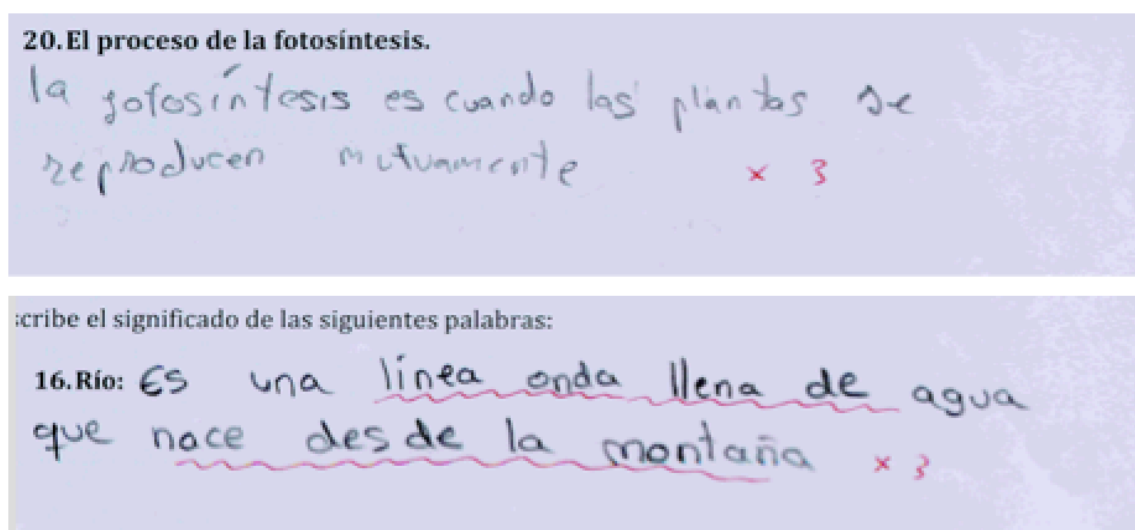 20. El proceso de la fotosíntesis.
la fotosíntesis es cuando las plantas se
reproducen mutuamente
x 3
:cribe el significado de las siguientes palabras:
16. Río: Es una línea onda llena de agua
que nace desde la montaña x 3